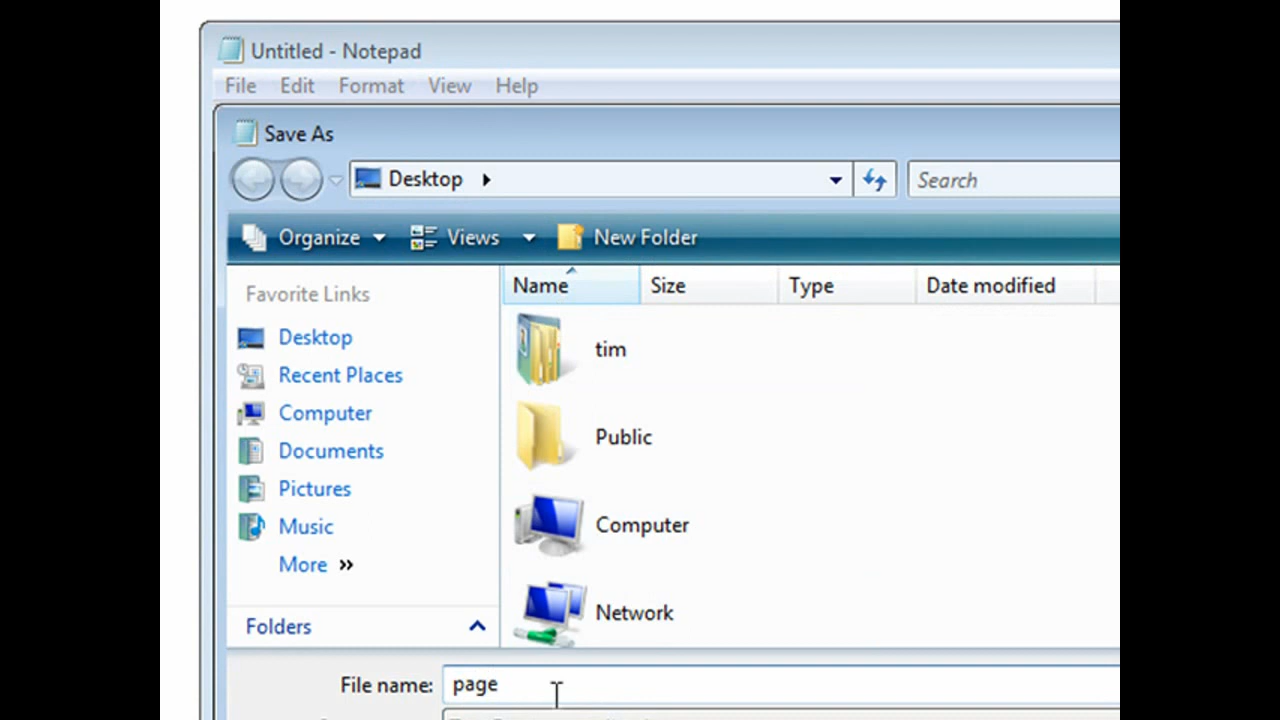 Untitled - Notepad
File Edit Format View Help
Save As
Desktop
Search
Organize Views New Folder
Favorite Links
Name Size Type Date modified
Desktop
tim
Recent Places
Computer
Public
Documents
Pictures
Computer
Music
More
Network
Folders
File name: page